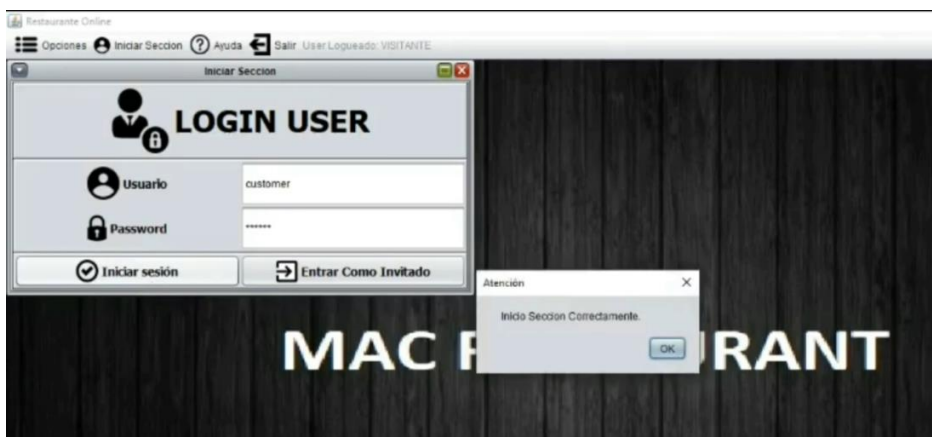 Restaurante Online
Opciones Iniciar Seccion ? Ayuda Salir User Logueado: VISITANTE
Iniciar Seccion
LOGIN USER
Usuario customer
Password ******
Iniciar sesión Entrar Como Invitado
Atención
Inicio Seccion Correctamente.
OK
MAC R RANT